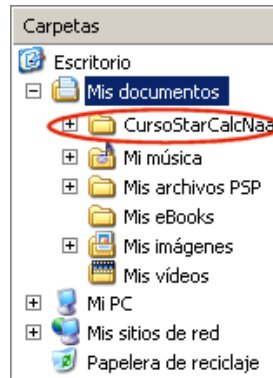 Carpetas
Escritorio
Mis documentos
CursoStarCalcNaa
Mi música
Mis archivos PSP
Mis eBooks
Mis imágenes
Mis vídeos
Mi PC
Mis sitios de red
Papelera de reciclaje